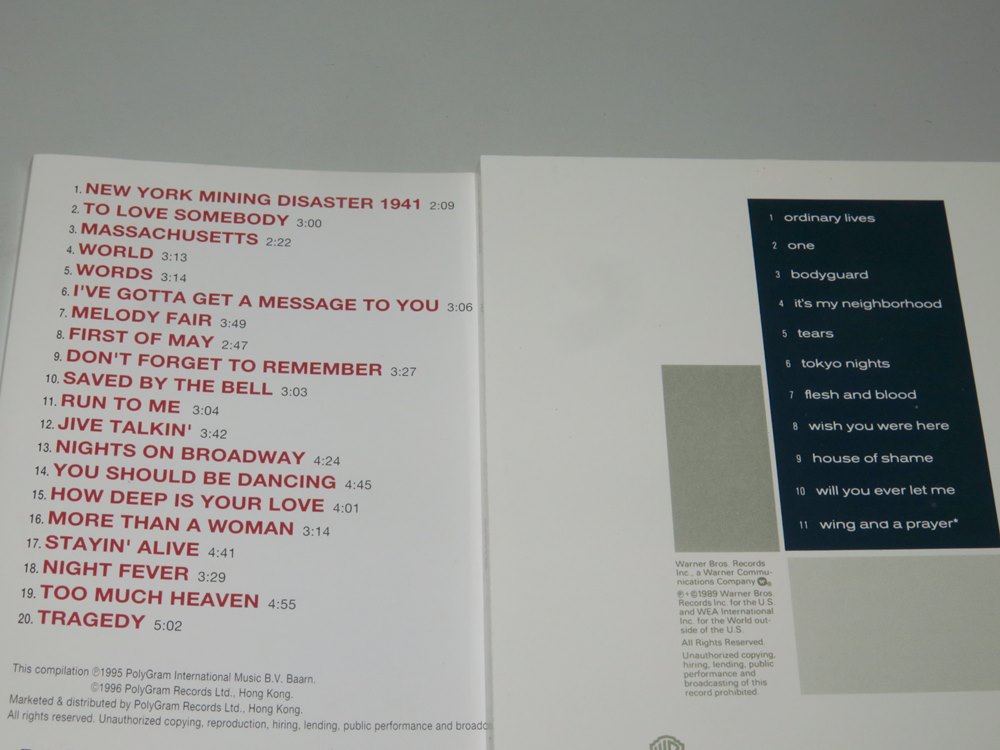 1. NEW YORK MINING DISASTER 1941 2:09
2. TO LOVE SOMEBODY 3:00
3. MASSACHUSETTS 2:22
4. WORLD 3:13
5. WORDS 3:14
6. I'VE GOTTA GET A MESSAGE TO YOU 3:06
7. MELODY FAIR 3:49
8. FIRST OF MAY 2:47
9. DON'T FORGET TO REMEMBER 3:27
10. SAVED BY THE BELL 3:03
11. RUN TO ME 3:04
12. JIVE TALKIN' 3:42
13. NIGHTS ON BROADWAY 4:24
14. YOU SHOULD BE DANCING 4:45
15. HOW DEEP IS YOUR LOVE 4:01
16. MORE THAN A WOMAN 3:14
17. STAYIN' ALIVE 4:41
18. NIGHT FEVER 3:29
19. TOO MUCH HEAVEN 4:55
20. TRAGEDY 5:02
This compilation ℗1995 PolyGram International Music B.V. Baarn.
©1996 PolyGram Records Ltd., Hong Kong.
Marketed & distributed by PolyGram Records Ltd., Hong Kong.
All rights reserved. Unauthorized copying, reproduction, hiring, lending, public performance and broadc
1 ordinary lives
2 one
3 bodyguard
4 it's my neighborhood
5 tears
6 tokyo nights
7 flesh and blood
8 wish you were here
9 house of shame
10 will you ever let me
11 wing and a prayer*
Warner Bros. Records
Inc., a Warner Commu-
nications Company
℗+©1989 Warner Bros.
Records Inc. for the U.S.
and WEA International
Inc. for the World out-
side of the U.S.
All Rights Reserved.
Unauthorized copying,
hiring, lending, public
performance and
broadcasting of this
record prohibited.